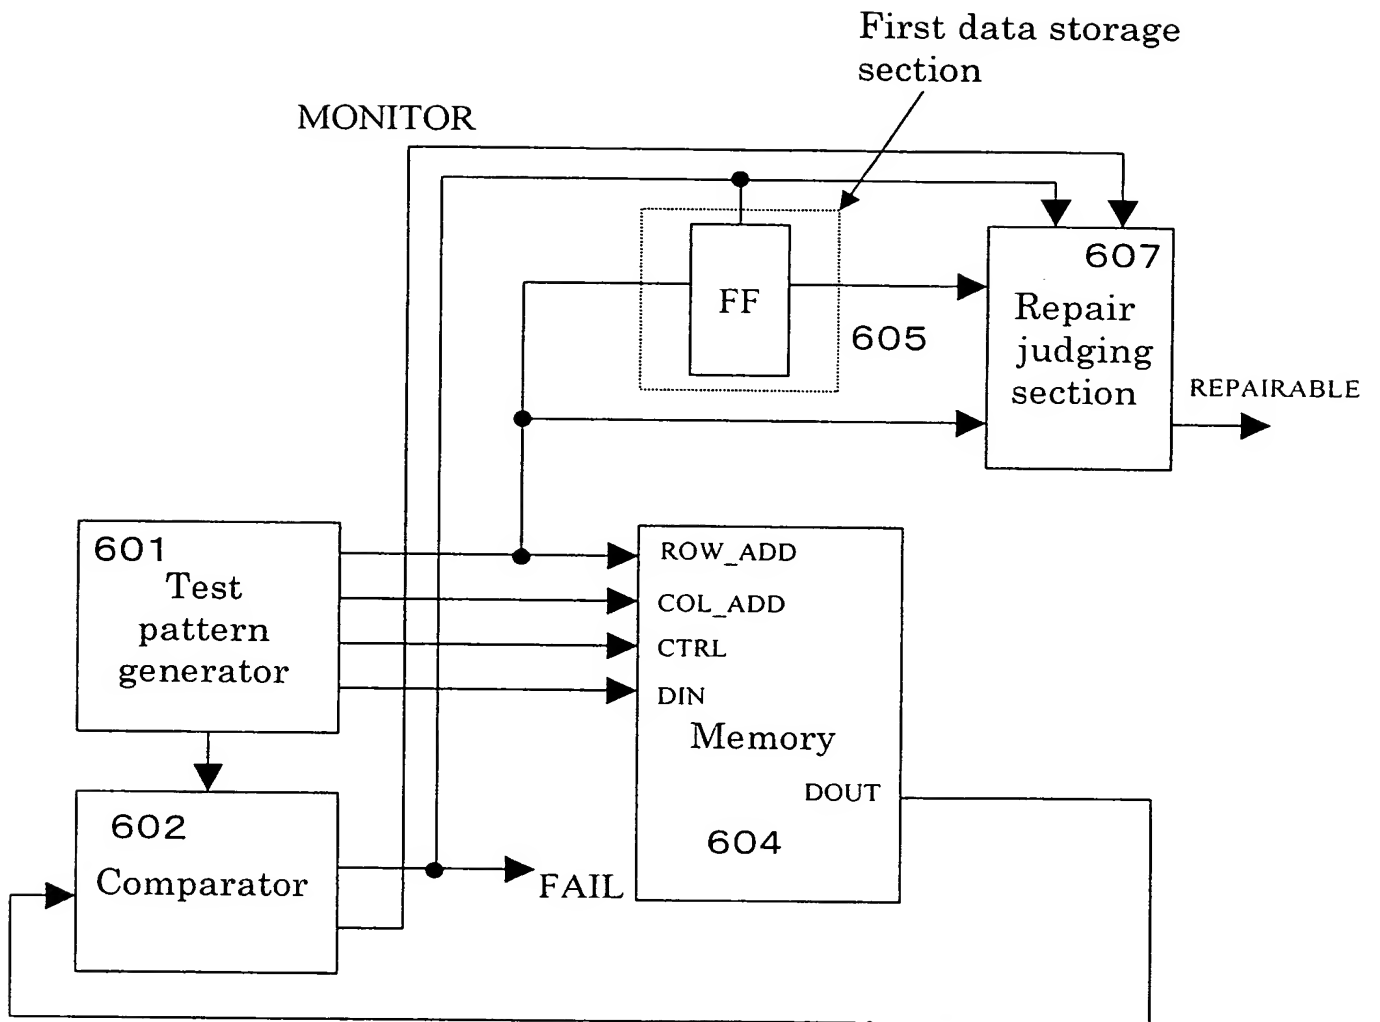 First data storage
section
MONITOR
607
Repair
judging
section
FF
605
REPAIRABLE
601
Test
pattern
generator
ROW_ADD
COL_ADD
CTRL
DIN
Memory
DOUT
604
602
Comparator
FAIL